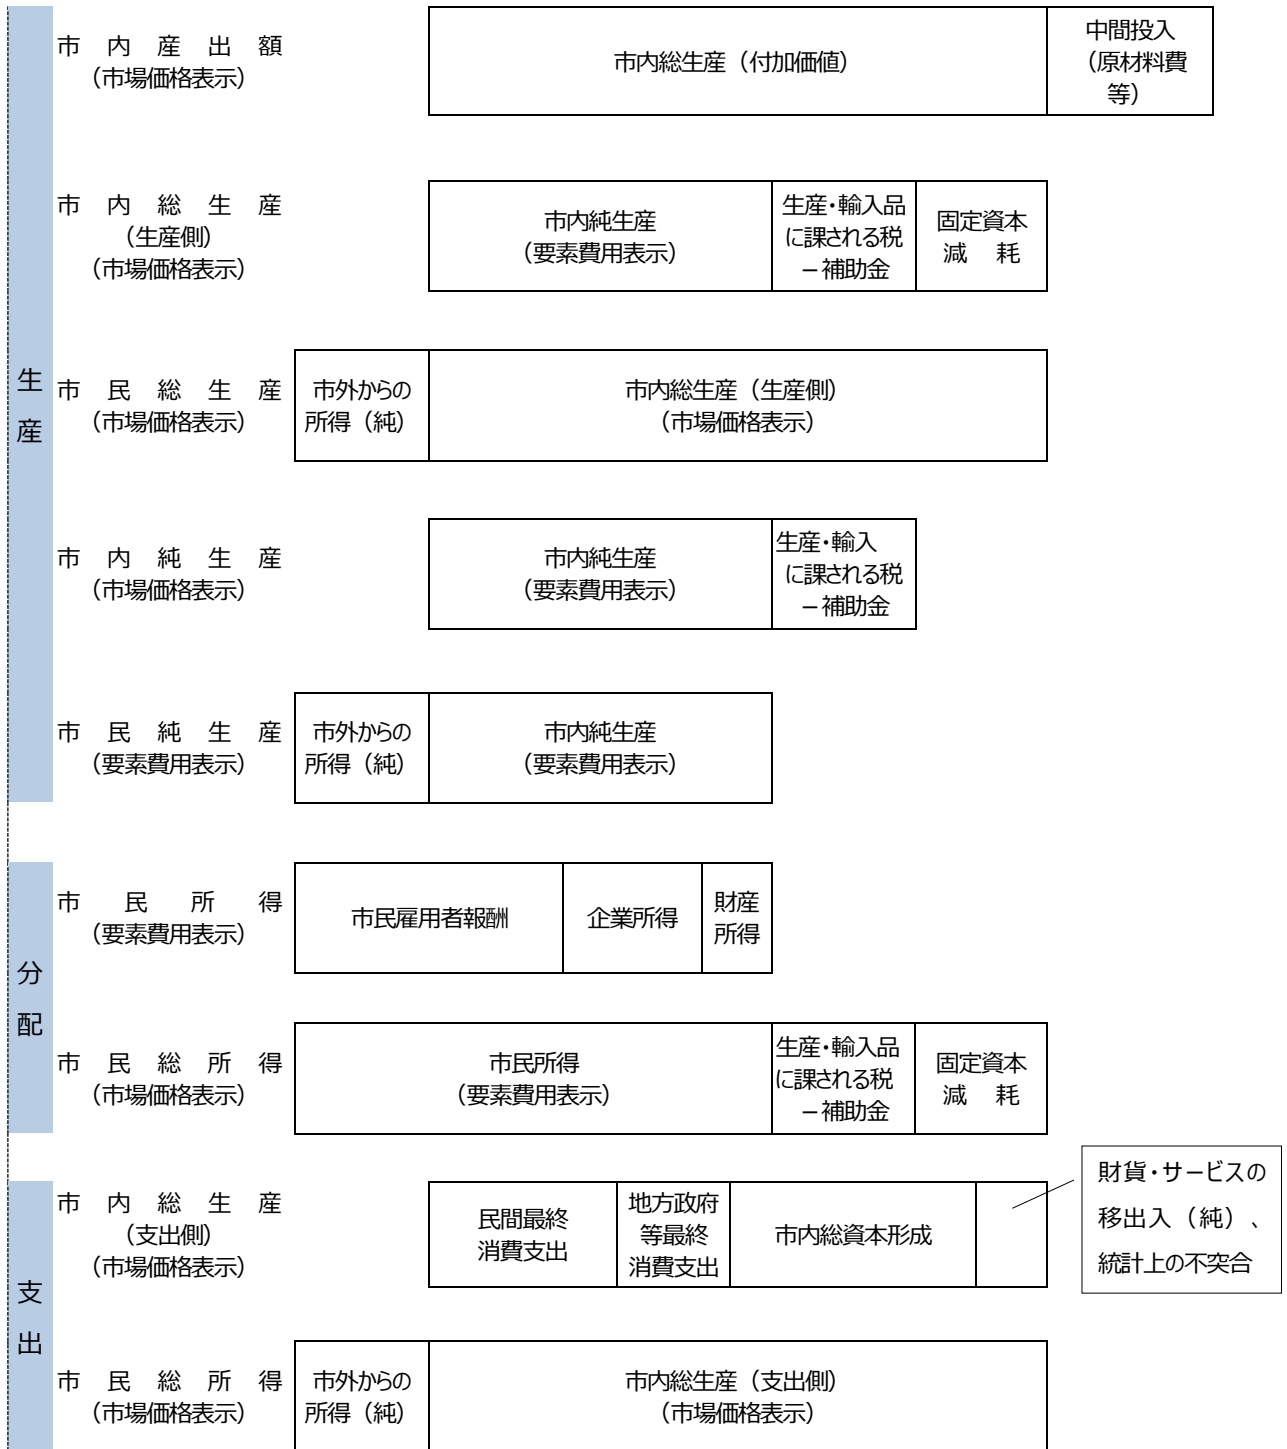 市内産出額
（市場価格表示）
市内総生産（付加価値）
中間投入
（原材料費
等）
市内総生産
（生産側）
（市場価格表示）
市内純生産
（要素費用表示）
生産・輸入品
に課される税
－補助金
固定資本
減　耗
生
産
市民総生産
（市場価格表示）
市外からの
所得（純）
市内総生産（生産側）
（市場価格表示）
市内純生産
（市場価格表示）
市内純生産
（要素費用表示）
生産・輸入
に課される税
－補助金
市民純生産
（要素費用表示）
市外からの
所得（純）
市内純生産
（要素費用表示）
分
配
市民所得
（要素費用表示）
市民雇用者報酬
企業所得
財産
所得
市民総所得
（市場価格表示）
市民所得
（要素費用表示）
生産・輸入品
に課される税
－補助金
固定資本
減　耗
支
出
市内総生産
（支出側）
（市場価格表示）
民間最終
消費支出
地方政府
等最終
消費支出
市内総資本形成
財貨・サービスの
移出入（純）、
統計上の不突合
市民総所得
（市場価格表示）
市外からの
所得（純）
市内総生産（支出側）
（市場価格表示）